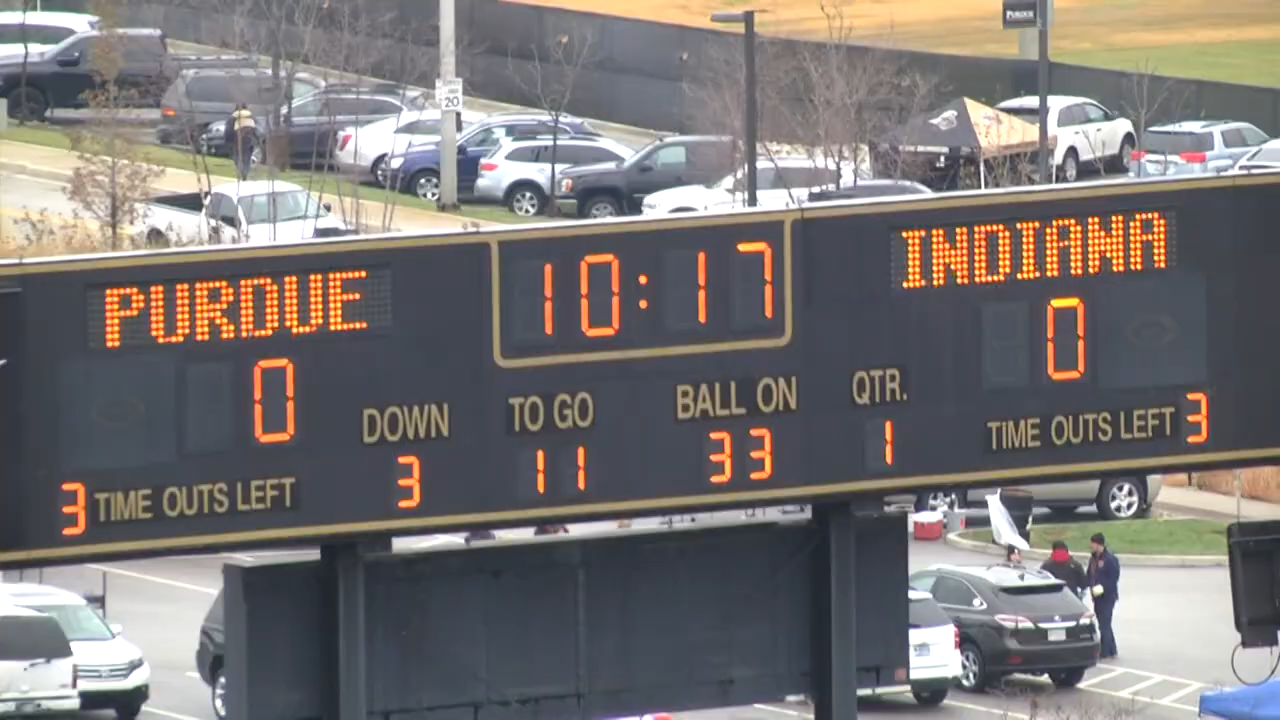 PURDUE
20
PURDUE 10:17 INDIANA
0 0
DOWN TO GO BALL ON QTR.
3 11 33 1
3 TIME OUTS LEFT TIME OUTS LEFT 3